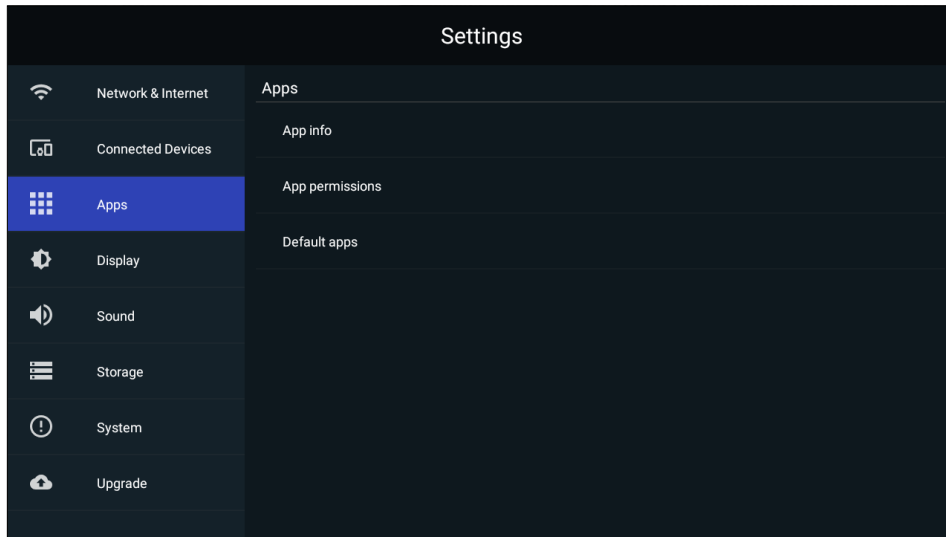 Settings
Network & Internet
Connected Devices
Apps
Display
Sound
Storage
System
Upgrade
Apps
App info
App permissions
Default apps